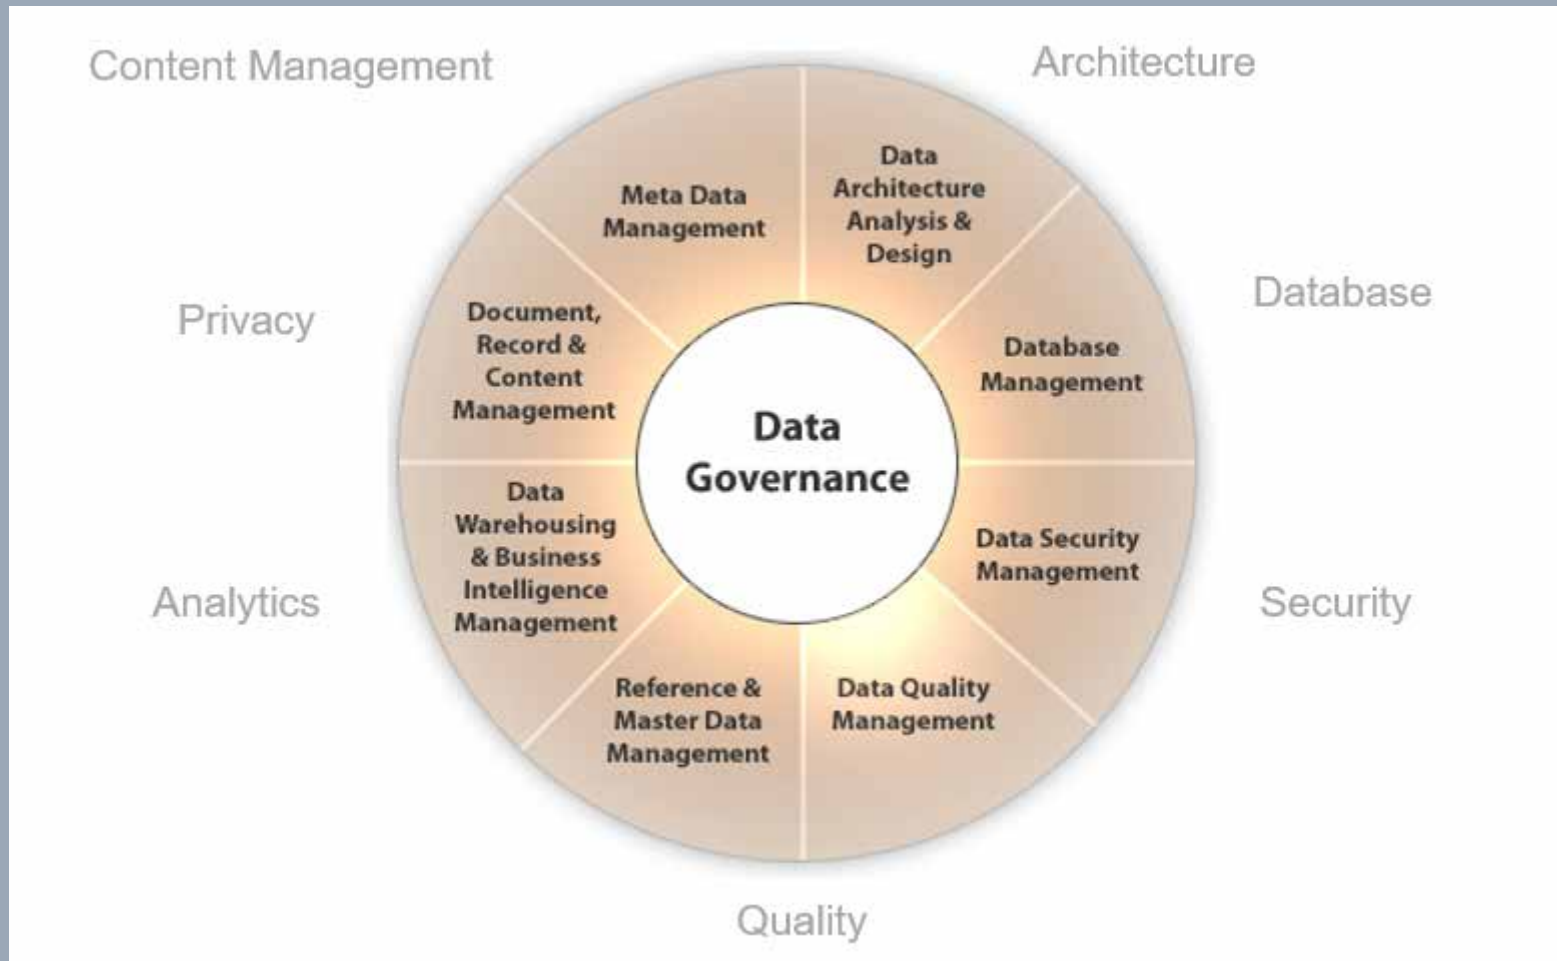 Content Management
Architecture
Data
Architecture
Analysis &
Design
Meta Data
Management
Database
Privacy
Document,
Record &
Content
Management
Database
Management
Data
Governance
Data
Warehousing
& Business
Intelligence
Management
Data Security
Management
Analytics
Security
Reference &
Master Data
Management
Data Quality
Management
Quality